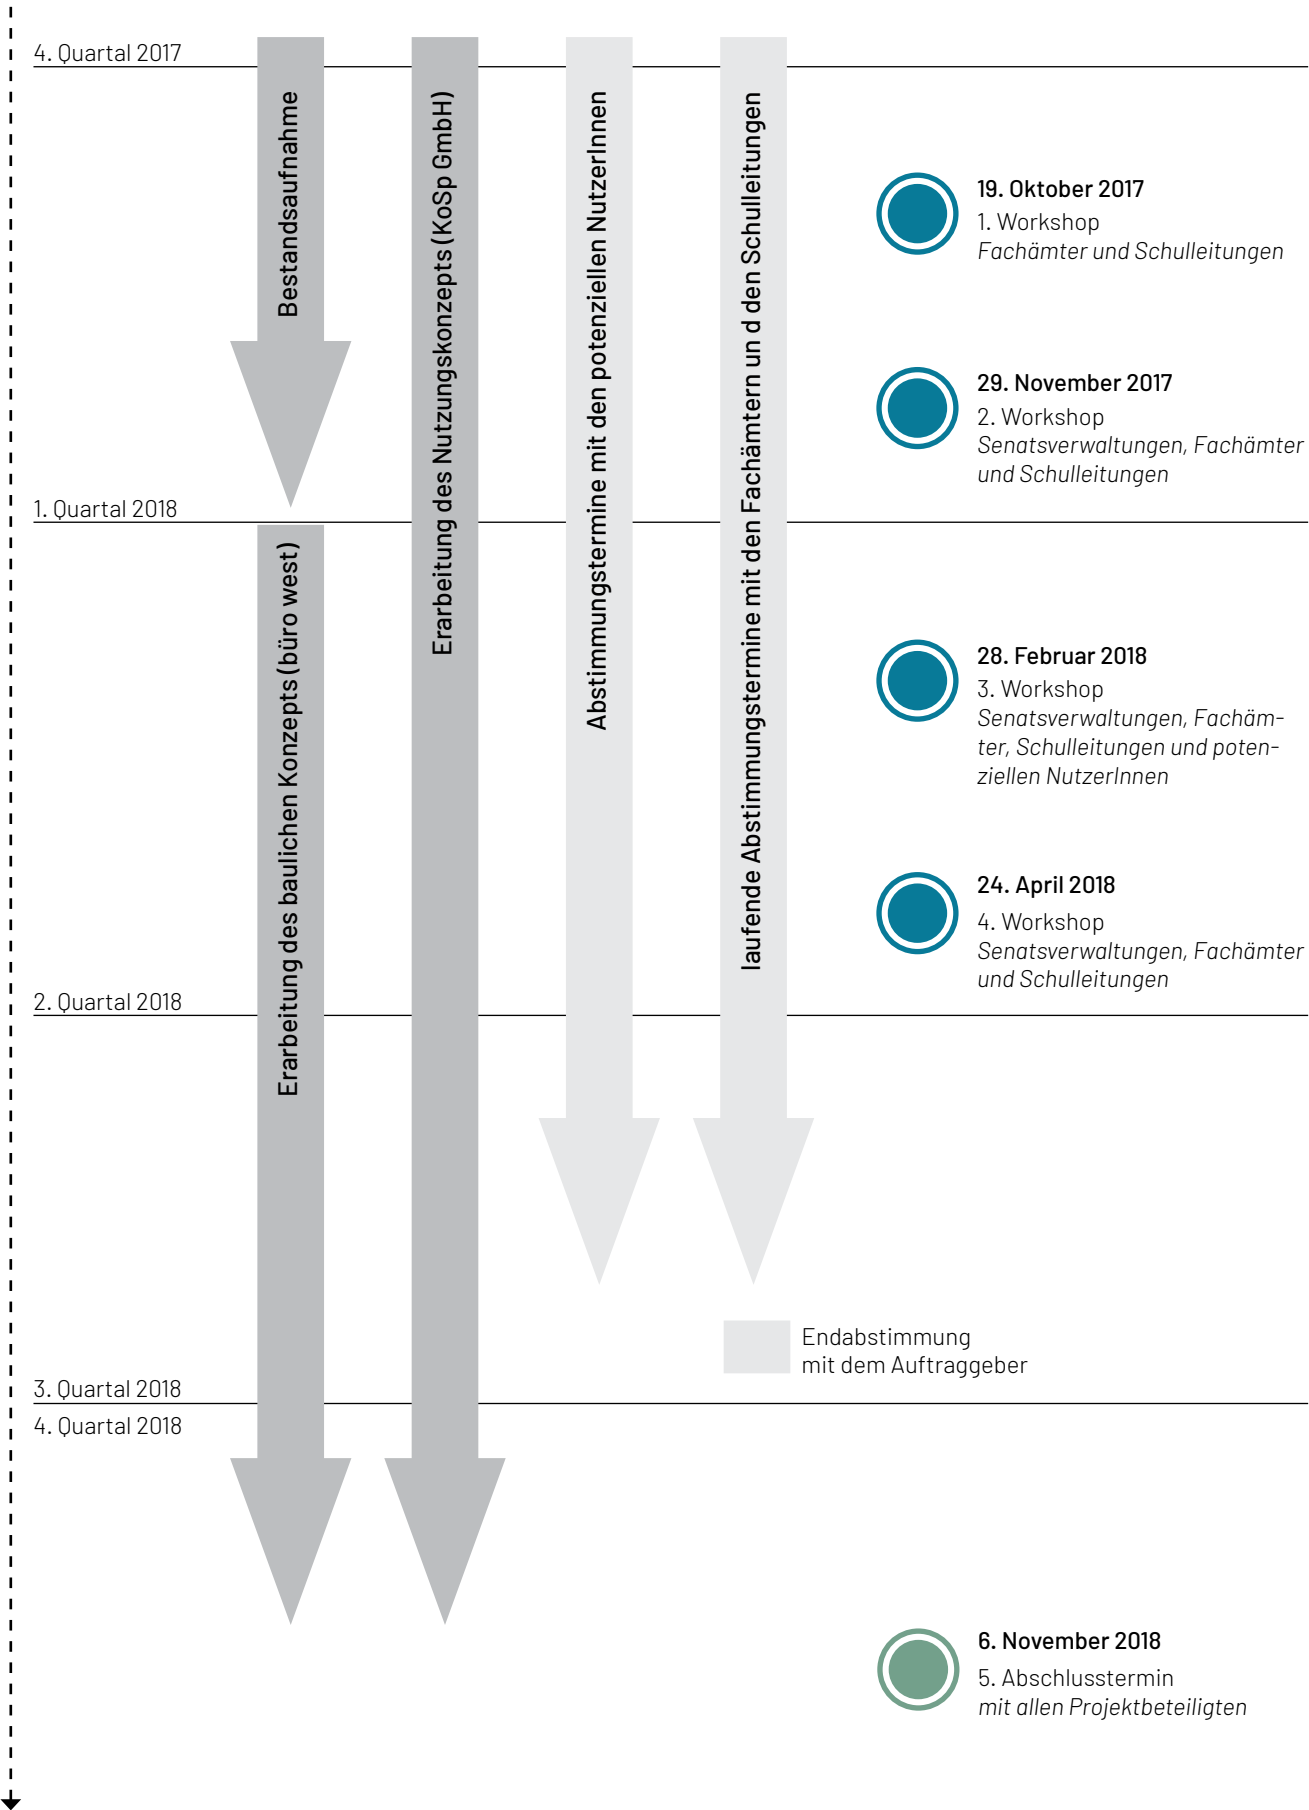 4. Quartal 2017
Bestandsaufnahme
Erarbeitung des Nutzungskonzepts (KoSp GmbH)
Abstimmungstermine mit den potenziellen NutzerInnen
laufende Abstimmungstermine mit den Fachämtern un d den Schulleitungen
19. Oktober 2017
1. Workshop
Fachämter und Schulleitungen
29. November 2017
2. Workshop
Senatsverwaltungen, Fachämter
und Schulleitungen
1. Quartal 2018
Erarbeitung des baulichen Konzepts (büro west)
28. Februar 2018
3. Workshop
Senatsverwaltungen, Fachäm-
ter, Schulleitungen und poten-
ziellen NutzerInnen
24. April 2018
4. Workshop
Senatsverwaltungen, Fachämter
und Schulleitungen
2. Quartal 2018
Endabstimmung
mit dem Auftraggeber
3. Quartal 2018
4. Quartal 2018
6. November 2018
5. Abschlusstermin
mit allen Projektbeteiligten